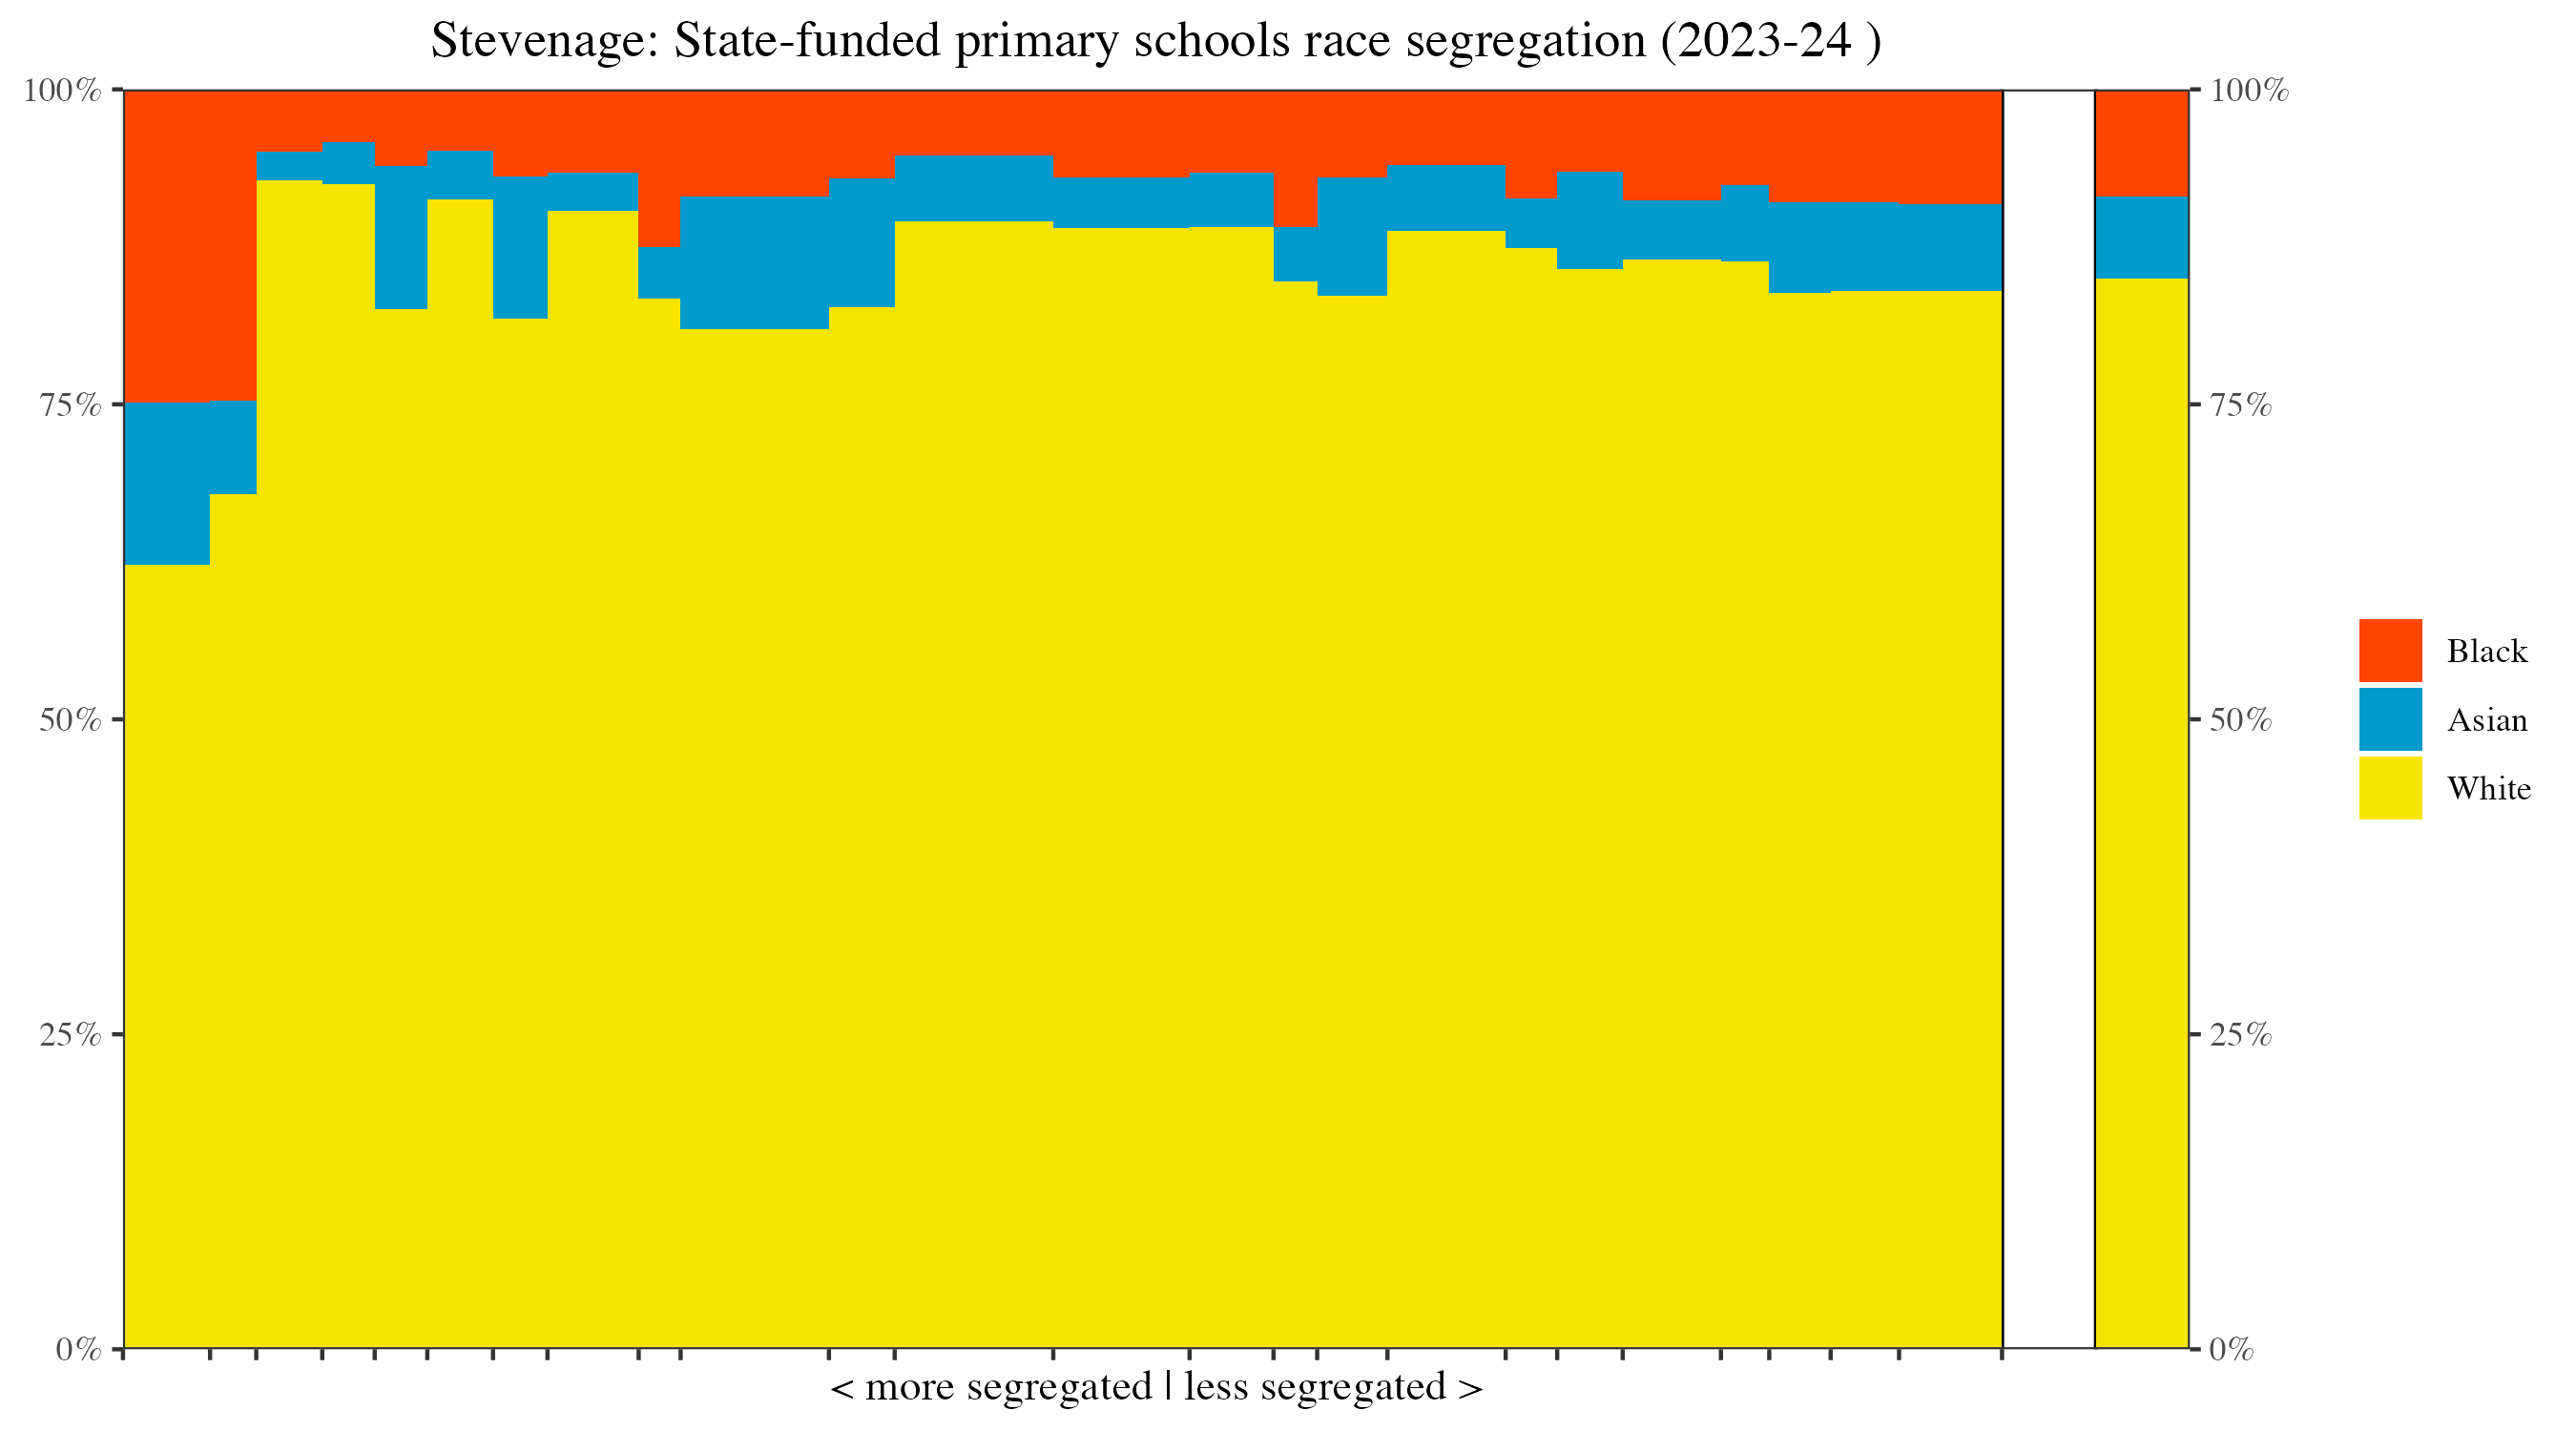 Stevenage: State-funded primary schools race segregation (2023-24 )
100%
75%
50%
25%
0%
100%
75%
50%
25%
0%
Black
Asian
White
< more segregated | less segregated >